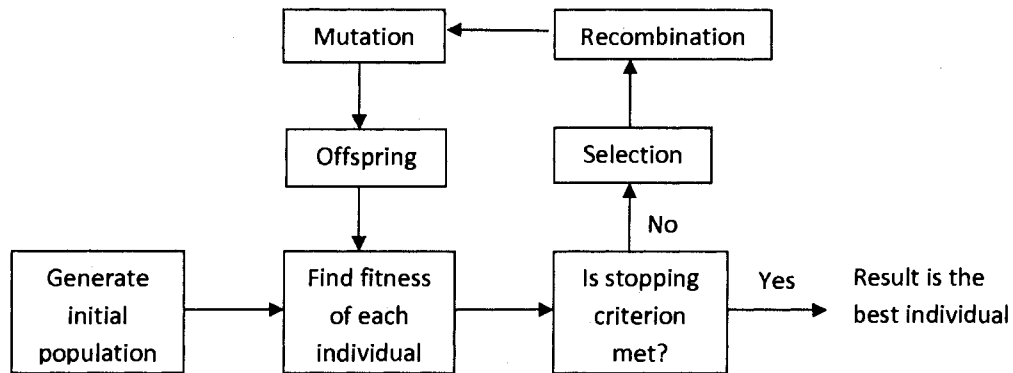 Mutation
Recombination
Offspring
Selection
No
Generate
initial
population
Find fitness
of each
individual
Is stopping
criterion
met?
Yes
Result is the
best individual